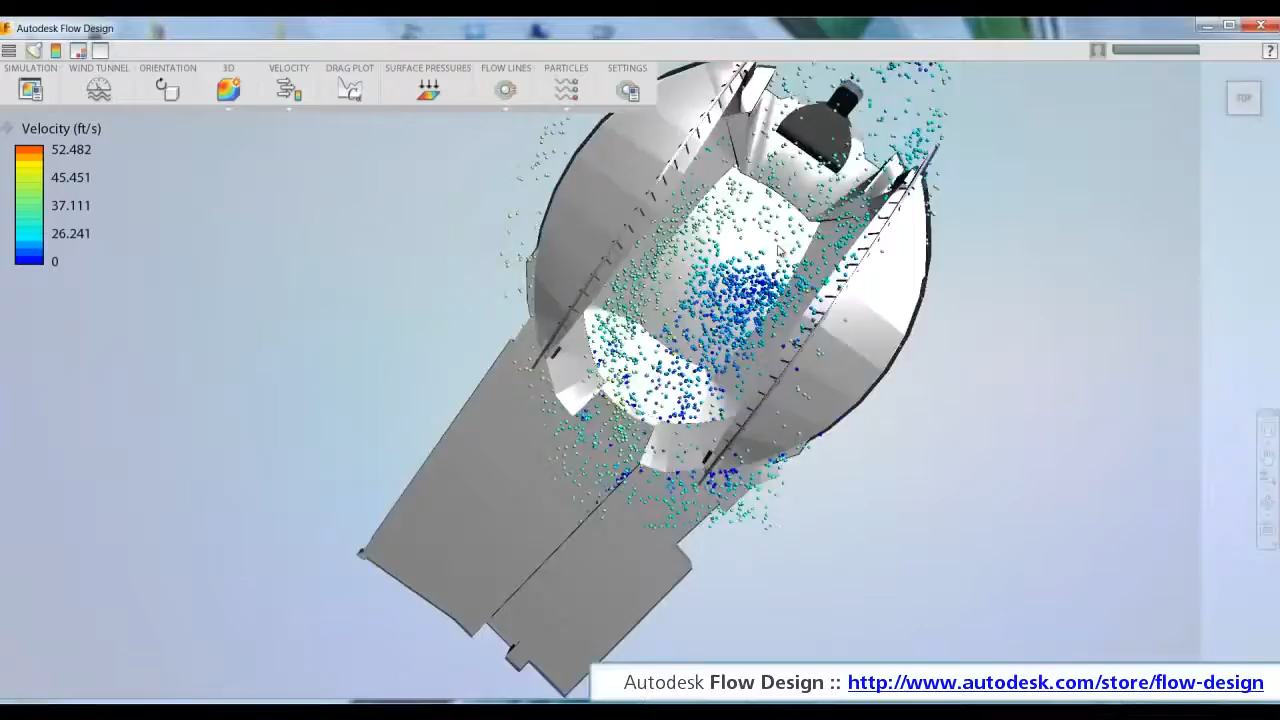 Autodesk Flow Design
SIMULATION WIND TUNNEL ORIENTATION 3D VELOCITY DRAG PLOT SURFACE PRESSURES FLOW LINES PARTICLES SETTINGS
?
TOP
Velocity (ft/s)
52.482
45.451
37.111
26.241
0
Autodesk Flow Design :: http://www.autodesk.com/store/flow-design